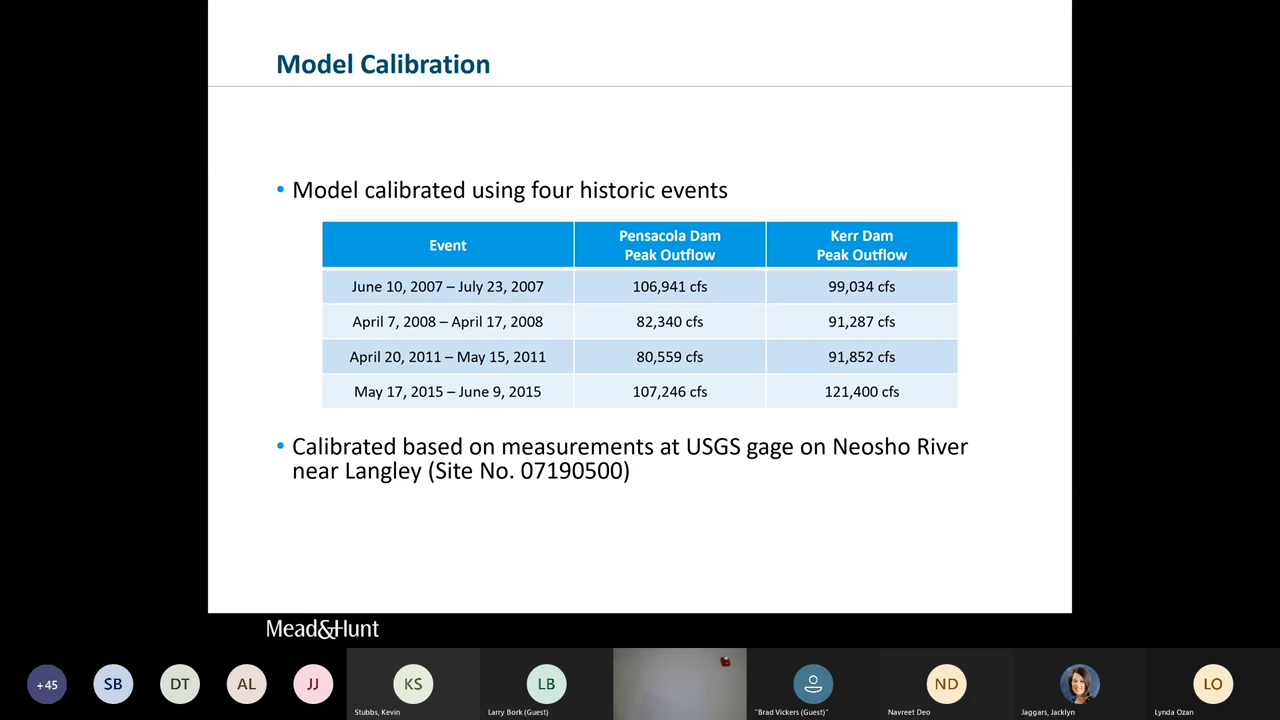 Model Calibration
• Model calibrated using four historic events
Event
Pensacola Dam
Peak Outflow
Kerr Dam
Peak Outflow
June 10, 2007 – July 23, 2007 106,941 cfs 99,034 cfs
April 7, 2008 – April 17, 2008 82,340 cfs 91,287 cfs
April 20, 2011 – May 15, 2011 80,559 cfs 91,852 cfs
May 17, 2015 – June 9, 2015 107,246 cfs 121,400 cfs
• Calibrated based on measurements at USGS gage on Neosho River
near Langley (Site No. 07190500)
Mead&Hunt
+45 SB DT AL JJ KS LB ND LO
Stubbs, Kevin Larry Bork (Guest) "Brad Vickers (Guest)" Navreet Deo Jaggars, Jacklyn Lynda Ozan